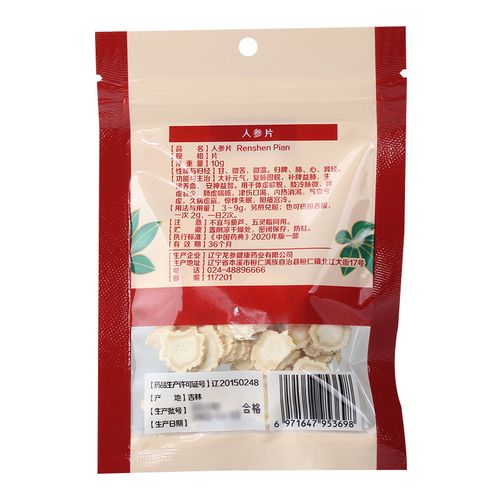 人参片
【品 名】人参片 Renshen Pian
【规 格】片
【净 重 量】10g
【性味与归经】甘、微苦，微温。归脾、肺、心、肾经。
【功能与主治】大补元气，复脉固脱，补脾益肺，生
津养血，安神益智。用于体虚欲脱，肢冷脉微，脾
虚食少，肺虚喘咳，津伤口渴，内热消渴，气血亏
虚，久病虚羸，惊悸失眠，阳痿宫冷。
【用法与用量】3~9g，另煎兑服；也可研粉吞服，
一次2g，一日2次。
【注 意】不宜与藜芦、五灵脂同用。
【贮 藏】置阴凉干燥处，密闭保存，防蛀。
【执行标准】《中国药典》2020年版一部
【有 效 期】36个月
【生产企业】辽宁龙参健康药业有限公司
【生产地址】辽宁省本溪市桓仁满族自治县桓仁镇北江大街17号
【电 话】024-48896666
【邮 编】117201
【药品生产许可证号】辽20150248
【产 地】吉林
【生产批号】
合格
【生产日期】
6 971647 953698